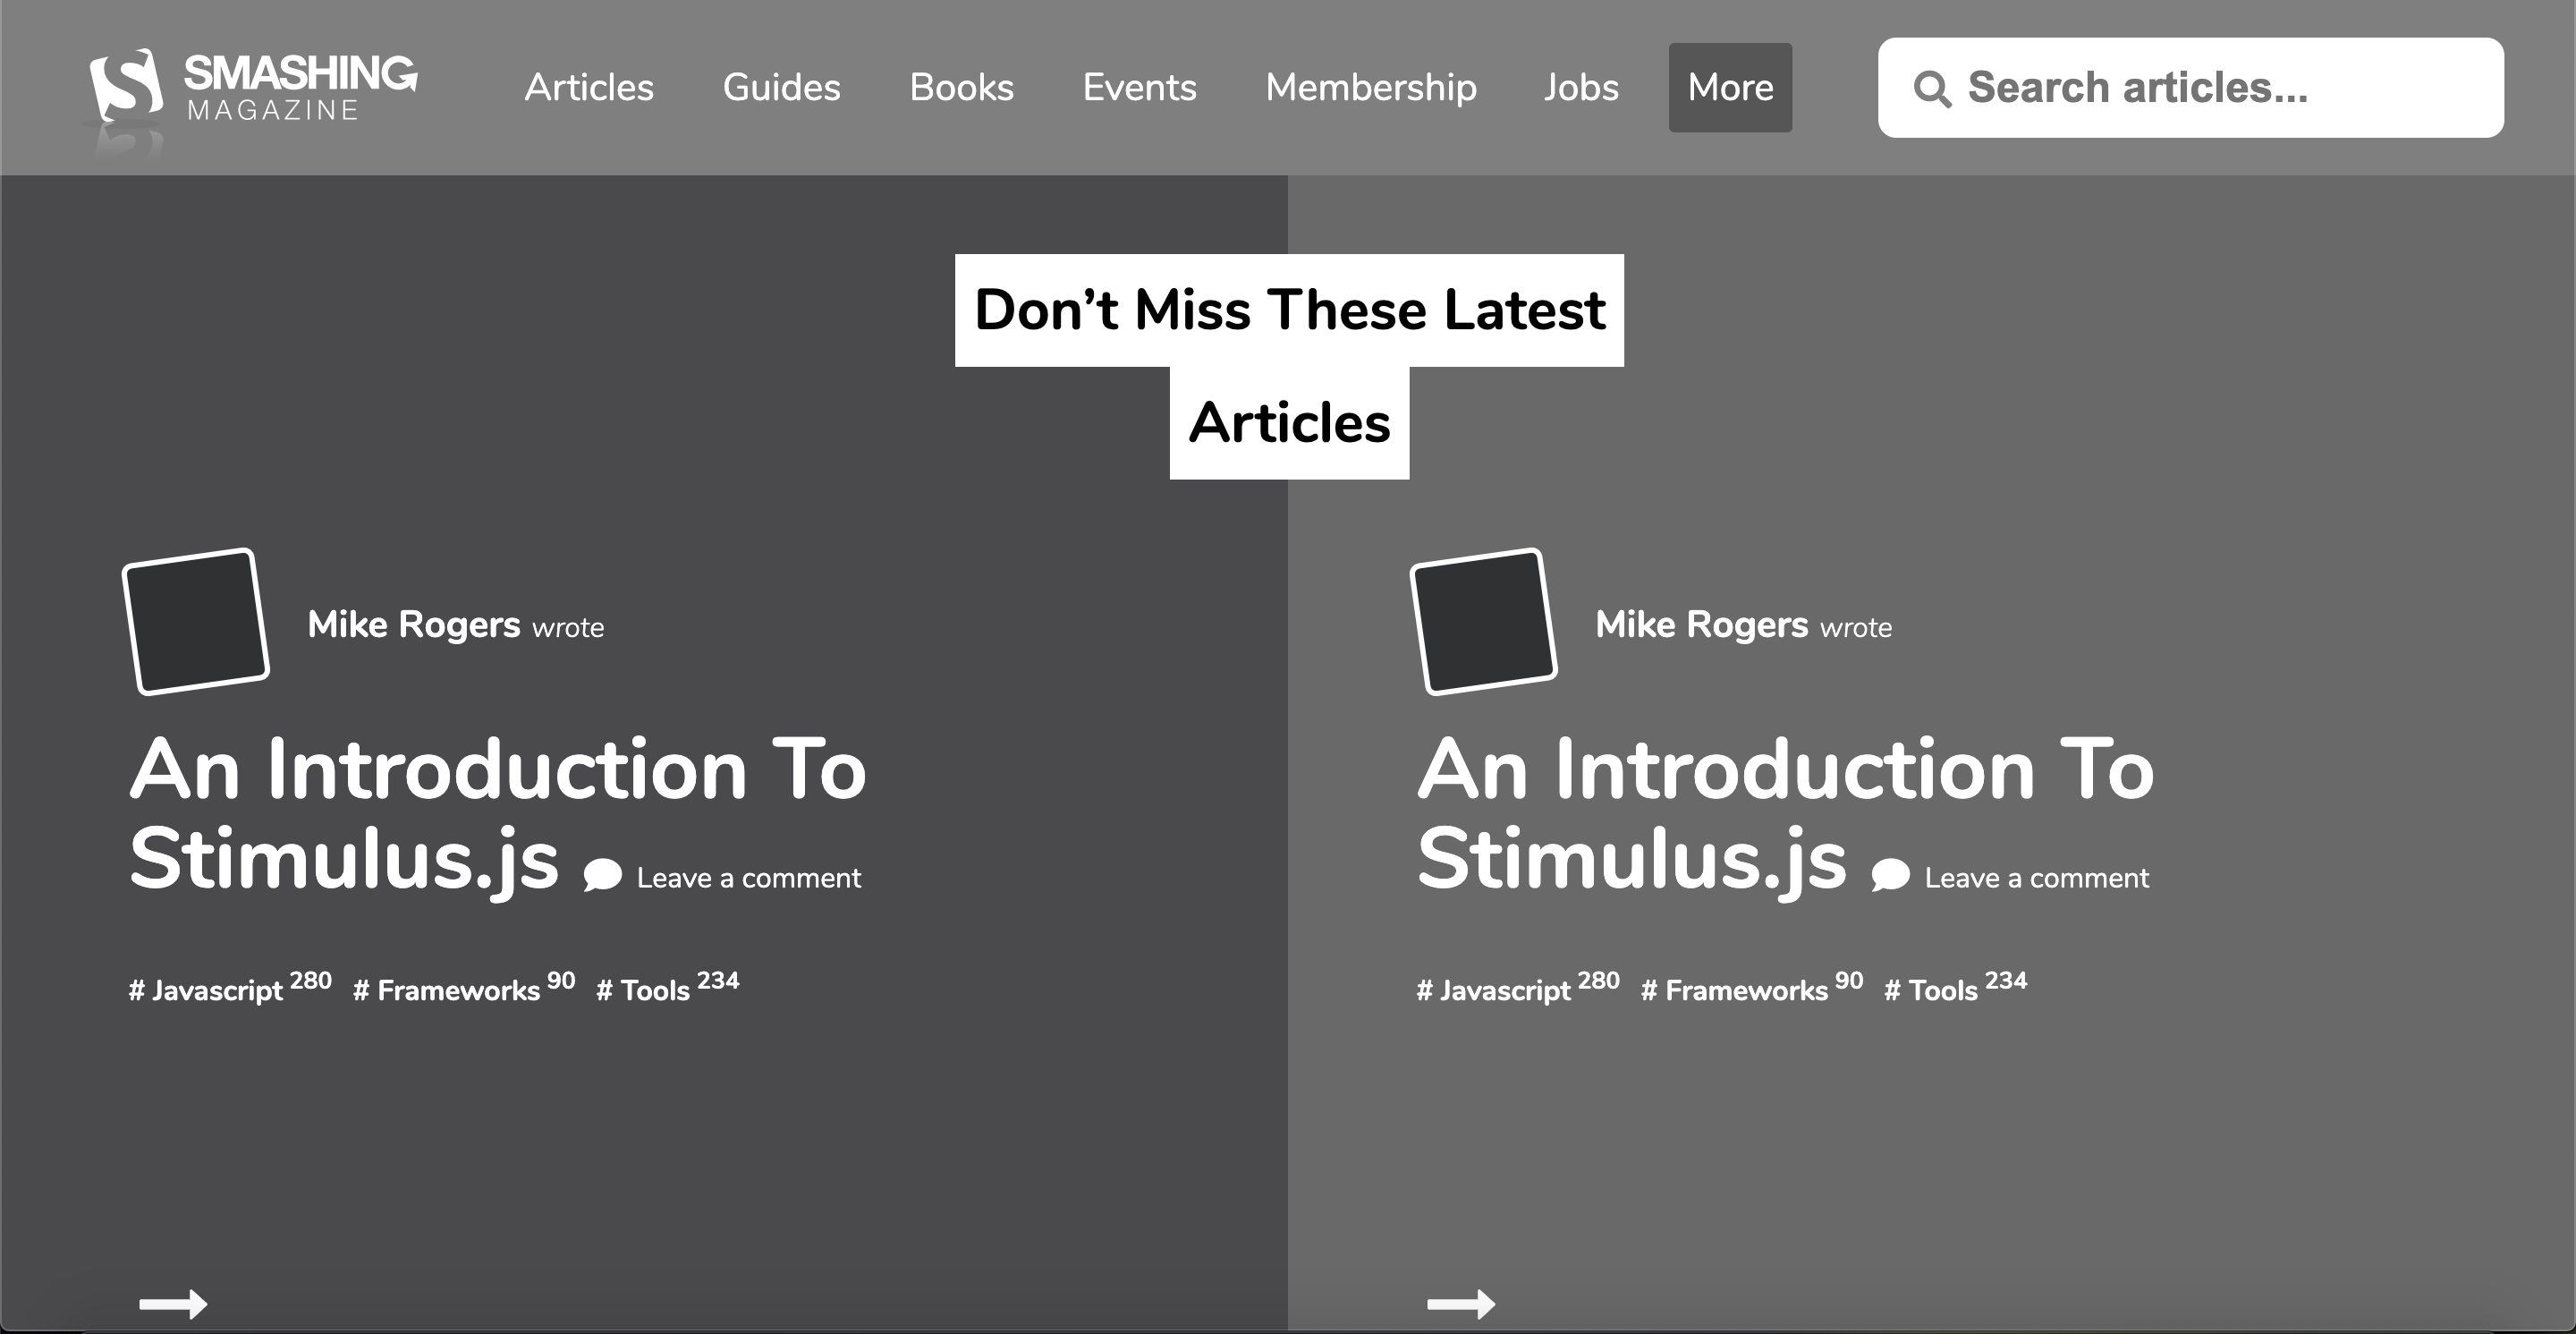 SMASHING
MAGAZINE
Articles
Guides
Books
Events
Membership
Jobs
More
Search articles...
Don’t Miss These Latest
Articles
Mike Rogers wrote
An Introduction To
Stimulus.js Leave a comment
# Javascript 280 # Frameworks 90 # Tools 234
Mike Rogers wrote
An Introduction To
Stimulus.js Leave a comment
# Javascript 280 # Frameworks 90 # Tools 234